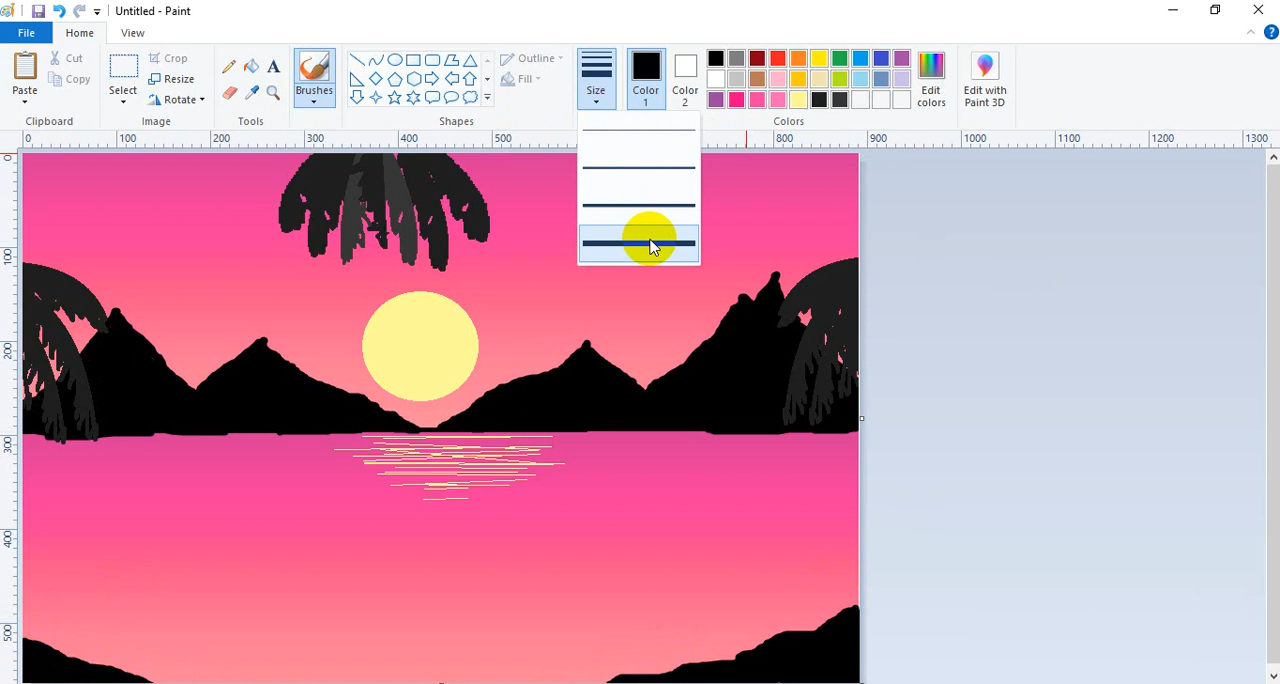 Untitled - Paint
File Home View
Paste Cut Copy
Clipboard
Select Crop Resize Rotate
Image
A
Tools
Brushes
Outline Fill
Shapes
Size
Color 1 Color 2
Edit colors
Colors
Edit with Paint 3D
0 100 200 300 400 500 800 900 1000 1100 1200 1300
0
100
200
300
400
500